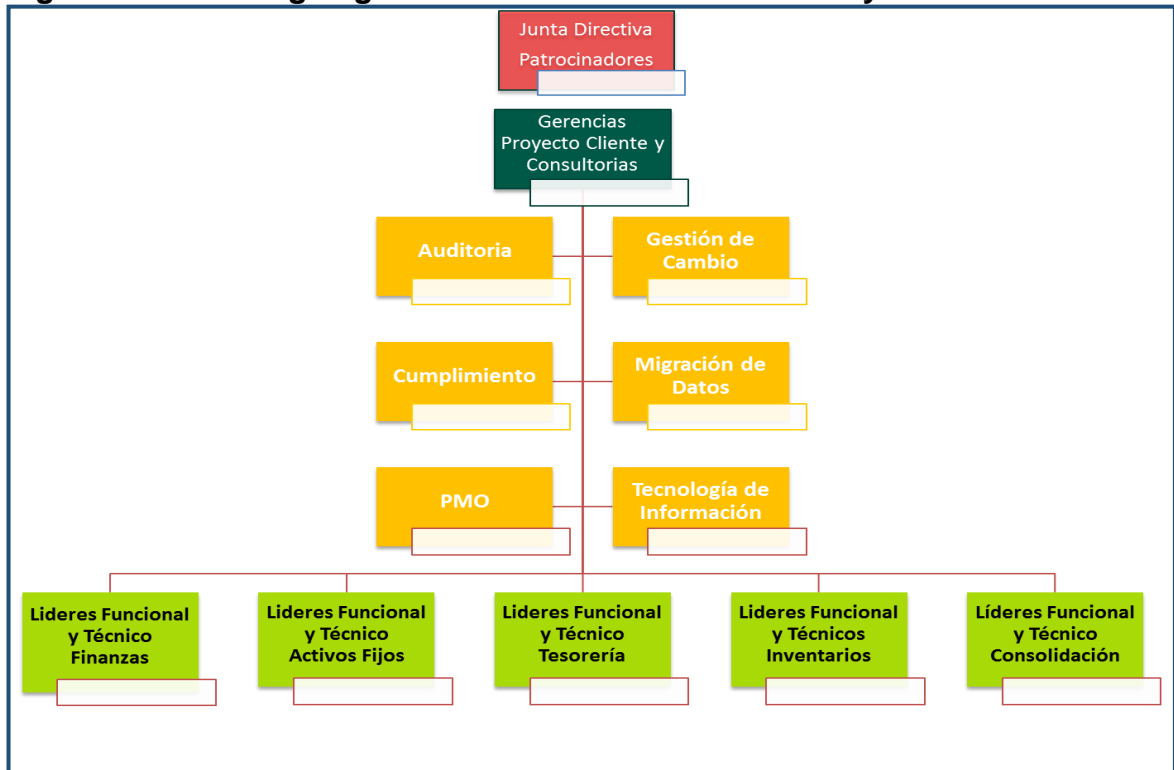 Junta Directiva
Patrocinadores
Gerencias
Proyecto Cliente y
Consultorias
Auditoria
Gestión de
Cambio
Cumplimiento
Migración de
Datos
PMO
Tecnología de
Información
Lideres Funcional
y Técnico
Finanzas
Lideres Funcional
y Técnico
Activos Fijos
Lideres Funcional
y Técnico
Tesorería
Lideres Funcional
y Técnicos
Inventarios
Líderes Funcional
y Técnico
Consolidación